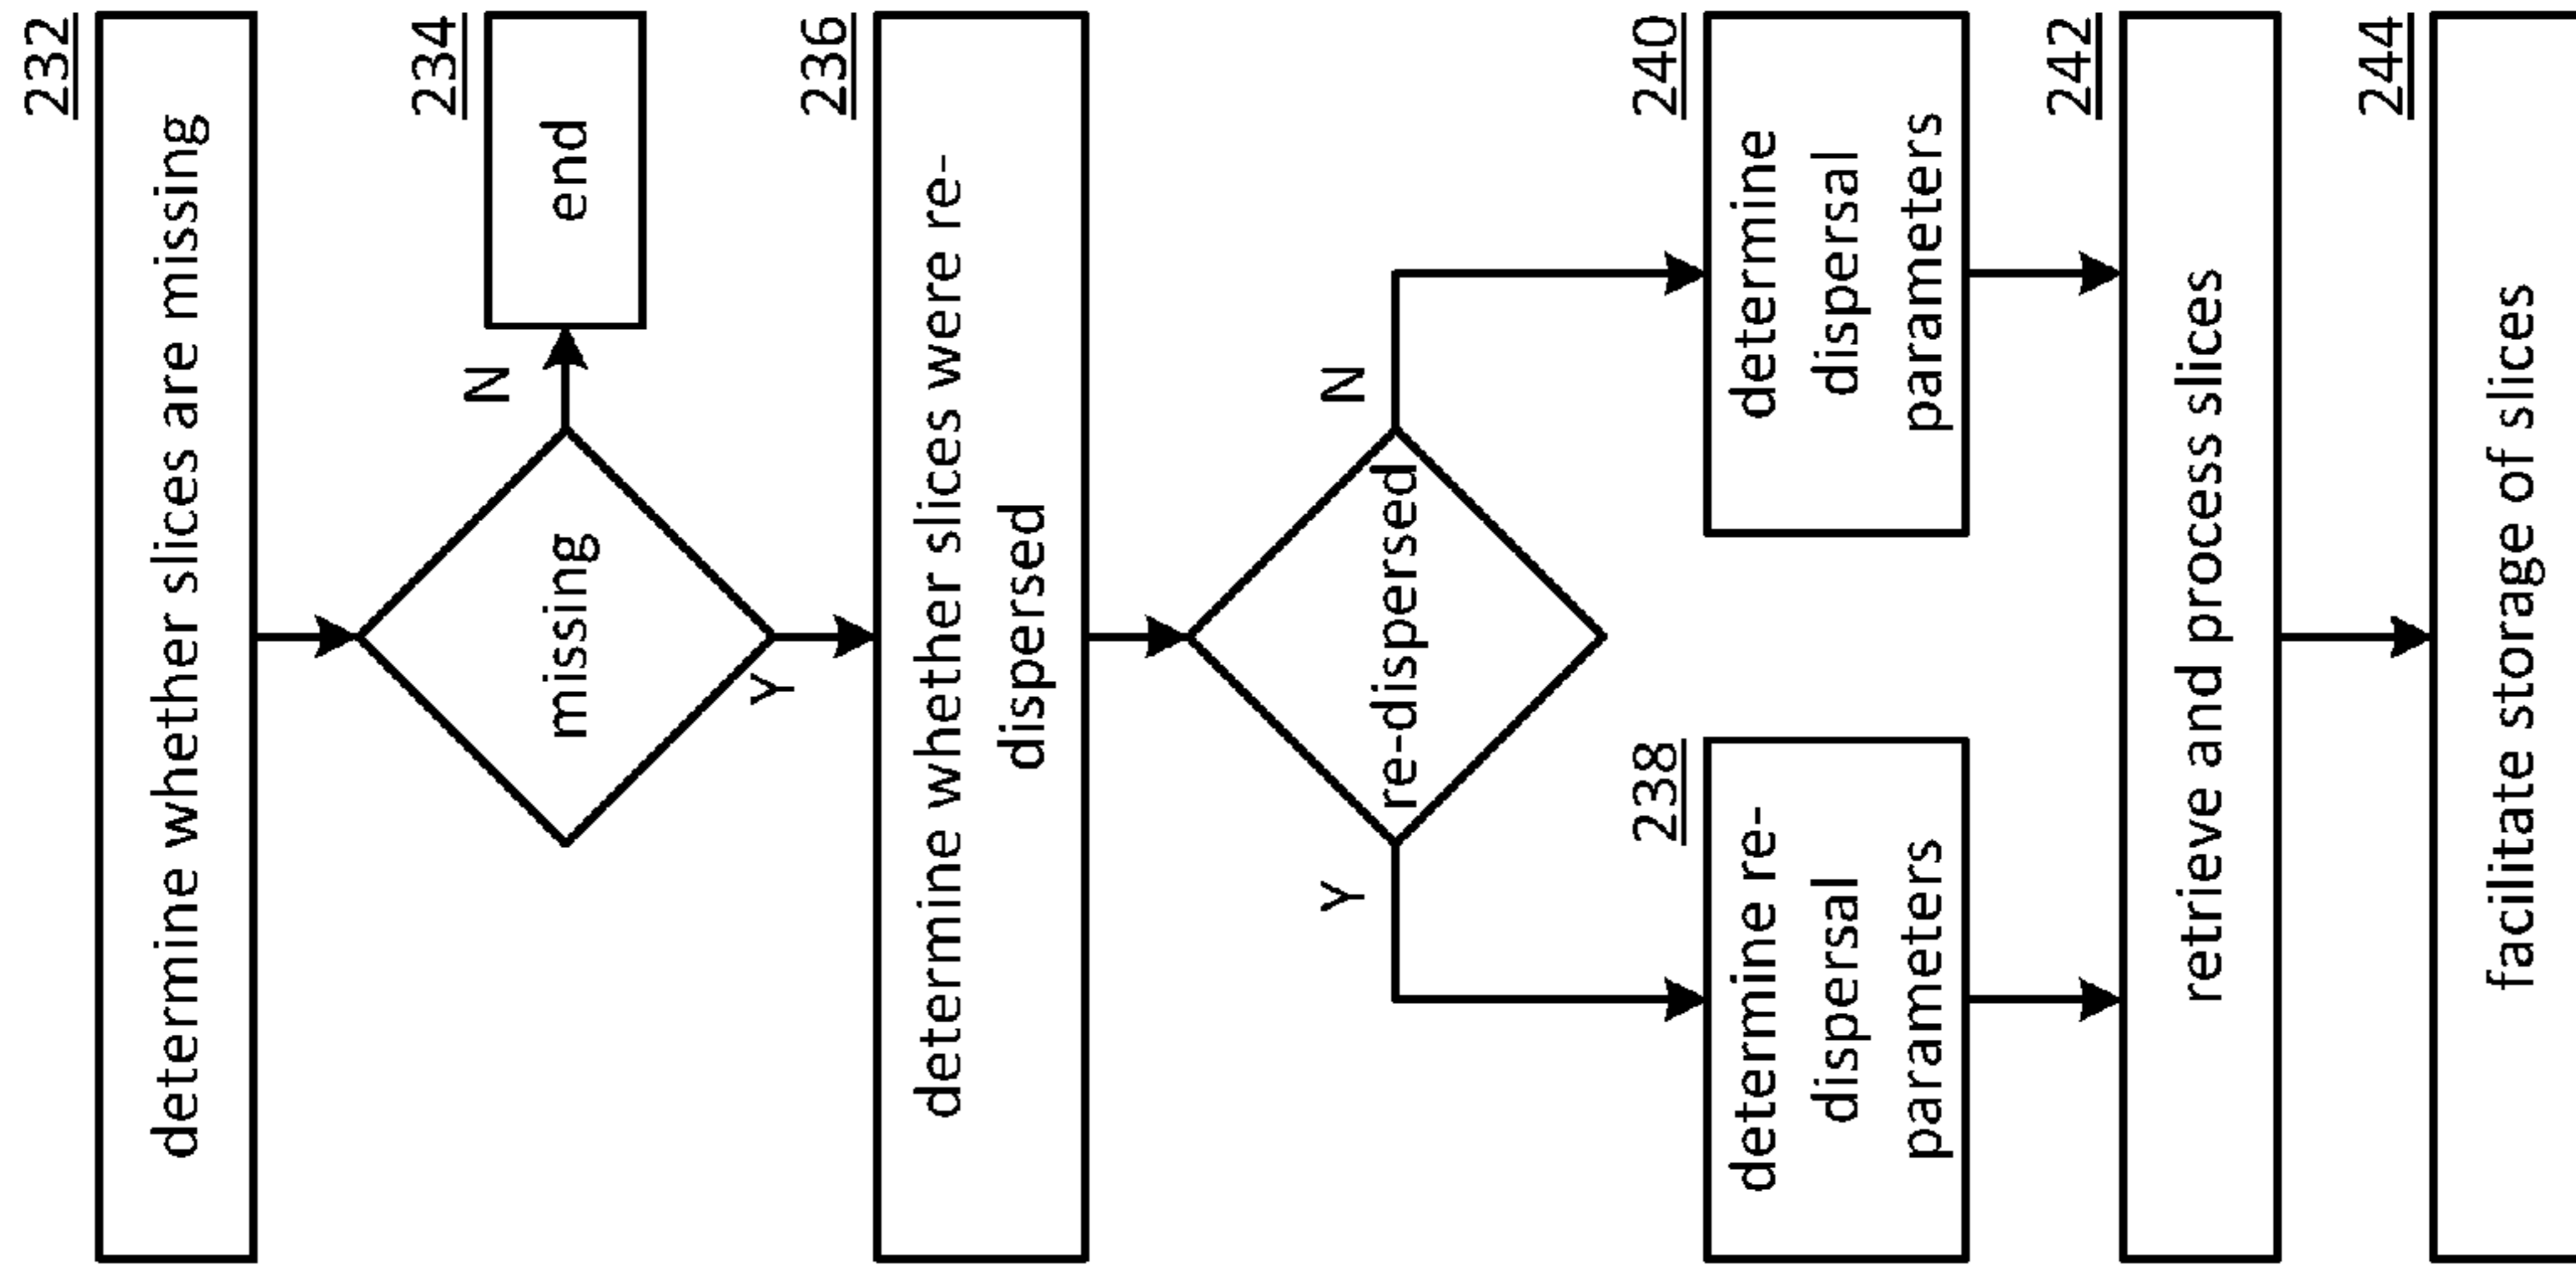 232
determine whether slices are missing
missing
N
234
end
Y
236
determine whether slices were re-
dispersed
re-dispersed
Y
N
238
determine re-
dispersal
parameters
240
determine
dispersal
parameters
242
retrieve and process slices
244
facilitate storage of slices